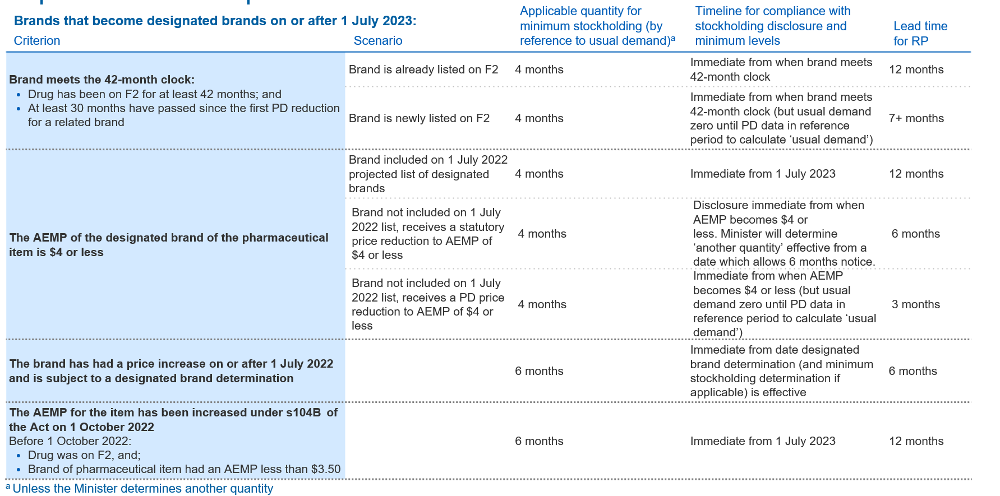 Brands that become designated brands on or after 1 July 2023:
Criterion
Scenario
Applicable quantity for
minimum stockholding (by
reference to usual demand)ª
Timeline for compliance with
stockholding disclosure and
minimum levels
Lead time
for RP
Brand meets the 42-month clock:
• Drug has been on F2 for at least 42 months; and
• At least 30 months have passed since the first PD reduction
for a related brand
Brand is already listed on F2
4 months
Immediate from when brand meets
42-month clock
12 months
Brand is newly listed on F2
4 months
Immediate from when brand meets
42-month clock (but usual demand
zero until PD data in reference
period to calculate ‘usual demand’)
7+ months
The AEMP of the designated brand of the pharmaceutical
item is $4 or less
Brand included on 1 July 2022
projected list of designated
brands
4 months
Immediate from 1 July 2023
12 months
Brand not included on 1 July
2022 list, receives a statutory
price reduction to AEMP of
$4 or less
4 months
Disclosure immediate from when
AEMP becomes $4 or
less. Minister will determine
‘another quantity’ effective from a
date which allows 6 months notice.
6 months
Brand not included on 1 July
2022 list, receives a PD price
reduction to AEMP of $4 or
less
4 months
Immediate from when AEMP
becomes $4 or less (but usual
demand zero until PD data in
reference period to calculate ‘usual
demand’)
3 months
The brand has had a price increase on or after 1 July 2022
and is subject to a designated brand determination
6 months
Immediate from date designated
brand determination (and minimum
stockholding determination if
applicable) is effective
6 months
The AEMP for the item has been increased under s104B of
the Act on 1 October 2022
Before 1 October 2022:
• Drug was on F2, and;
• Brand of pharmaceutical item had an AEMP less than $3.50
6 months
Immediate from 1 July 2023
12 months
ª Unless the Minister determines another quantity